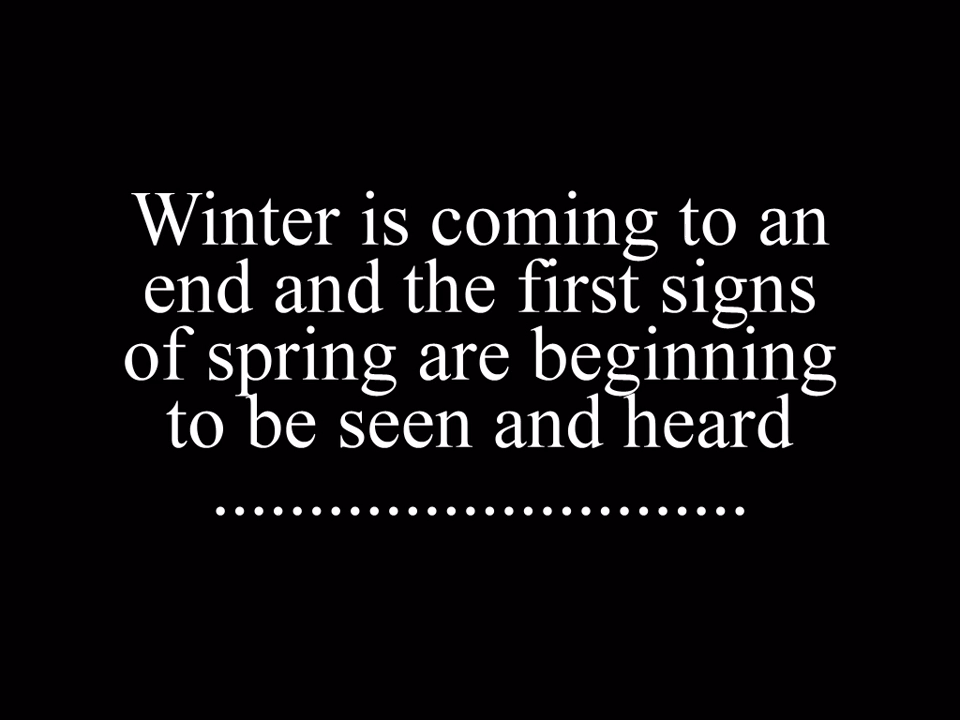 Winter is coming to an
end and the first signs
of spring are beginning
to be seen and heard
............................